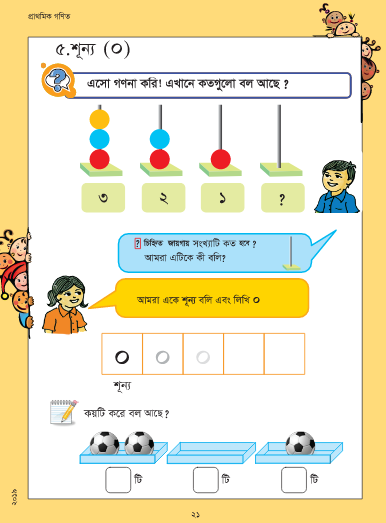 প্রাথমিক গণিত
৫.শূন্য (০)
এসো গণনা করি! এখানে কতগুলো বল আছে ?
৩ ২ ১ ?
? চিহ্নিত জায়গায় সংখ্যাটি কত হবে ?
আমরা এটিকে কী বলি?
আমরা একে শূন্য বলি এবং লিখি ০
০ ০ ০
শূন্য
কয়টি করে বল আছে?
টি টি টি
২০১৯
২১